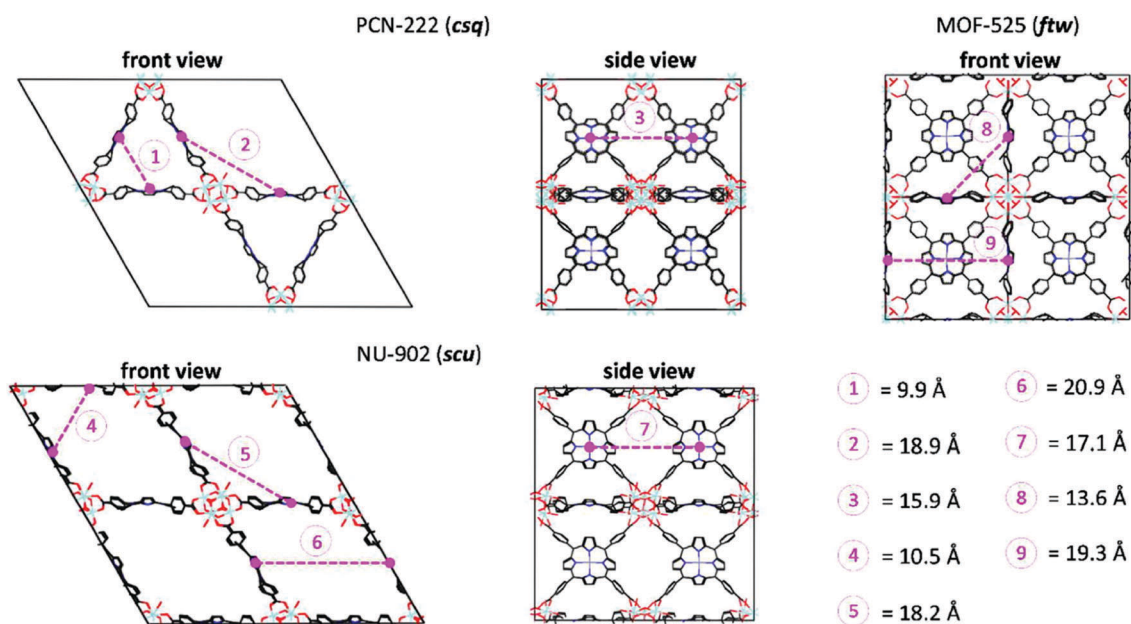 PCN-222 (csq)
MOF-525 (ftw)
front view
side view
front view
1
2
3
8
9
NU-902 (scu)
front view
side view
4
5
6
7
1 = 9.9 Å
6 = 20.9 Å
2 = 18.9 Å
7 = 17.1 Å
3 = 15.9 Å
8 = 13.6 Å
4 = 10.5 Å
9 = 19.3 Å
5 = 18.2 Å